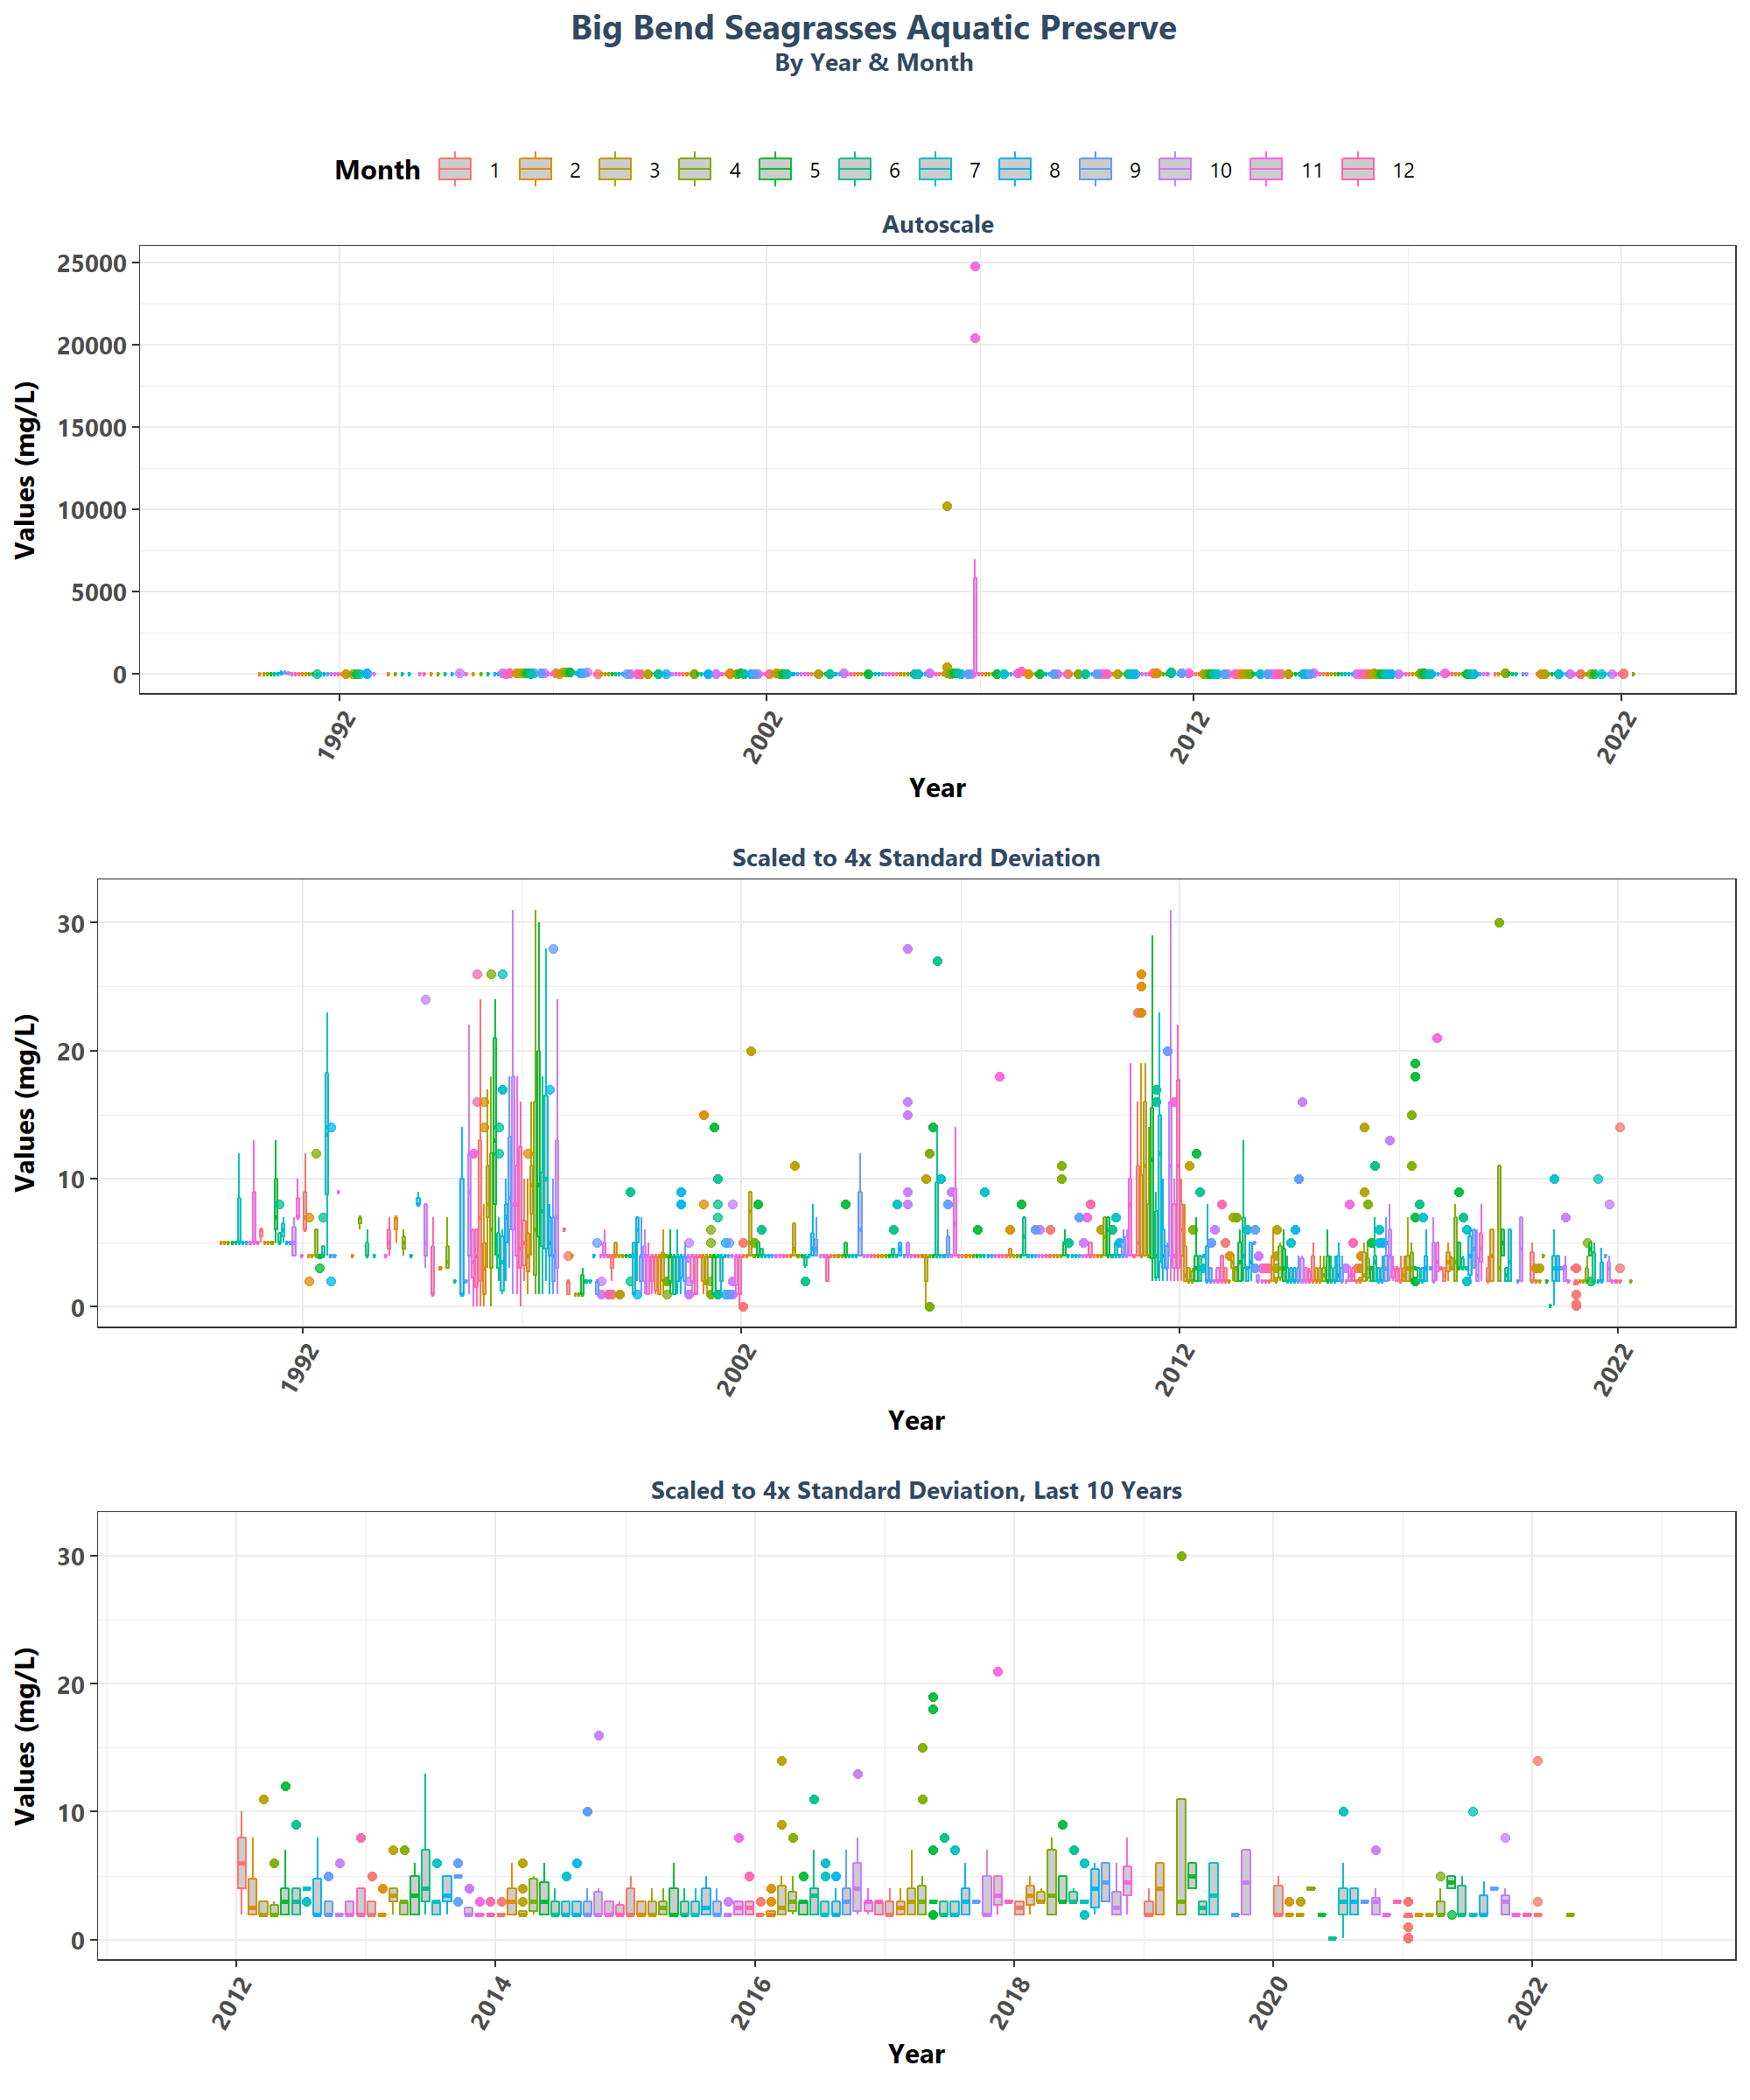 Big Bend Seagrasses Aquatic Preserve
By Year & Month
Month 1 2 3 4 5 6 7 8 9 10 11 12
Autoscale
Values (mg/L)
25000
20000
15000
10000
5000
0
1992 2002 2012 2022
Year
Scaled to 4x Standard Deviation
Values (mg/L)
30
20
10
0
1992 2002 2012 2022
Year
Scaled to 4x Standard Deviation, Last 10 Years
Values (mg/L)
30
20
10
0
2012 2014 2016 2018 2020 2022
Year